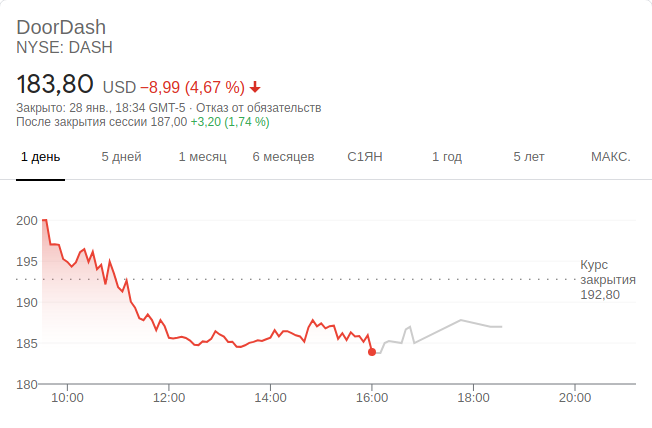 DoorDash
NYSE: DASH
183,80 USD −8,99 (4,67 %)
Закрыто: 28 янв., 18:34 GMT-5 · Отказ от обязательств
После закрытия сессии 187,00 +3,20 (1,74 %)
1 день 5 дней 1 месяц 6 месяцев С1ЯН 1 год 5 лет МАКС.
200
195
Курс
закрытия
192,80
190
185
180
10:00 12:00 14:00 16:00 18:00 20:00